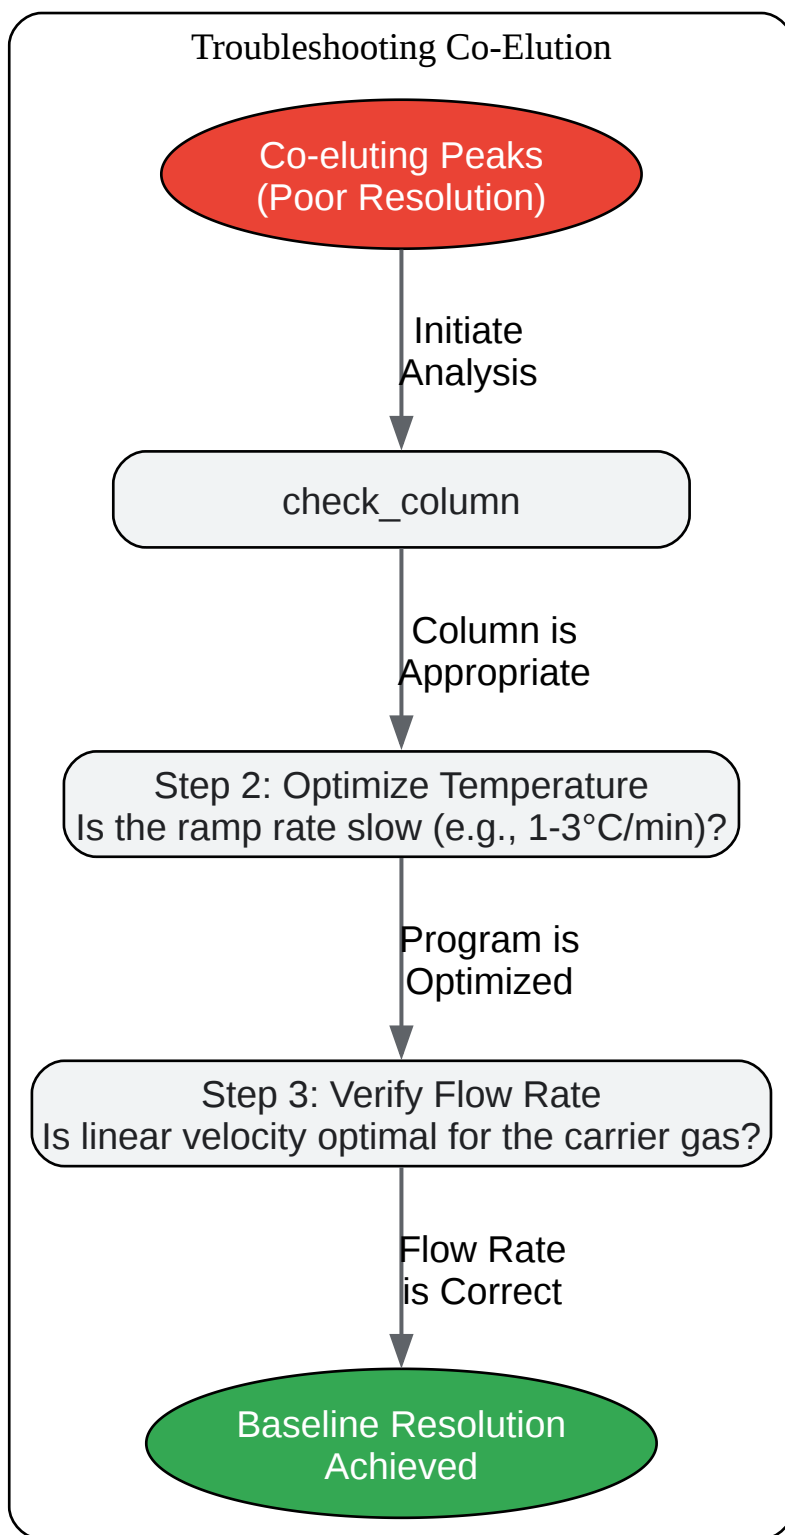 Troubleshooting Co-Elution
Co-eluting Peaks
(Poor Resolution)
Initiate
Analysis
check_column
Column is
Appropriate
Step 2: Optimize Temperature
Is the ramp rate slow (e.g., 1-3°C/min)?
Program is
Optimized
Step 3: Verify Flow Rate
Is linear velocity optimal for the carrier gas?
Flow Rate
is Correct
Baseline Resolution
Achieved